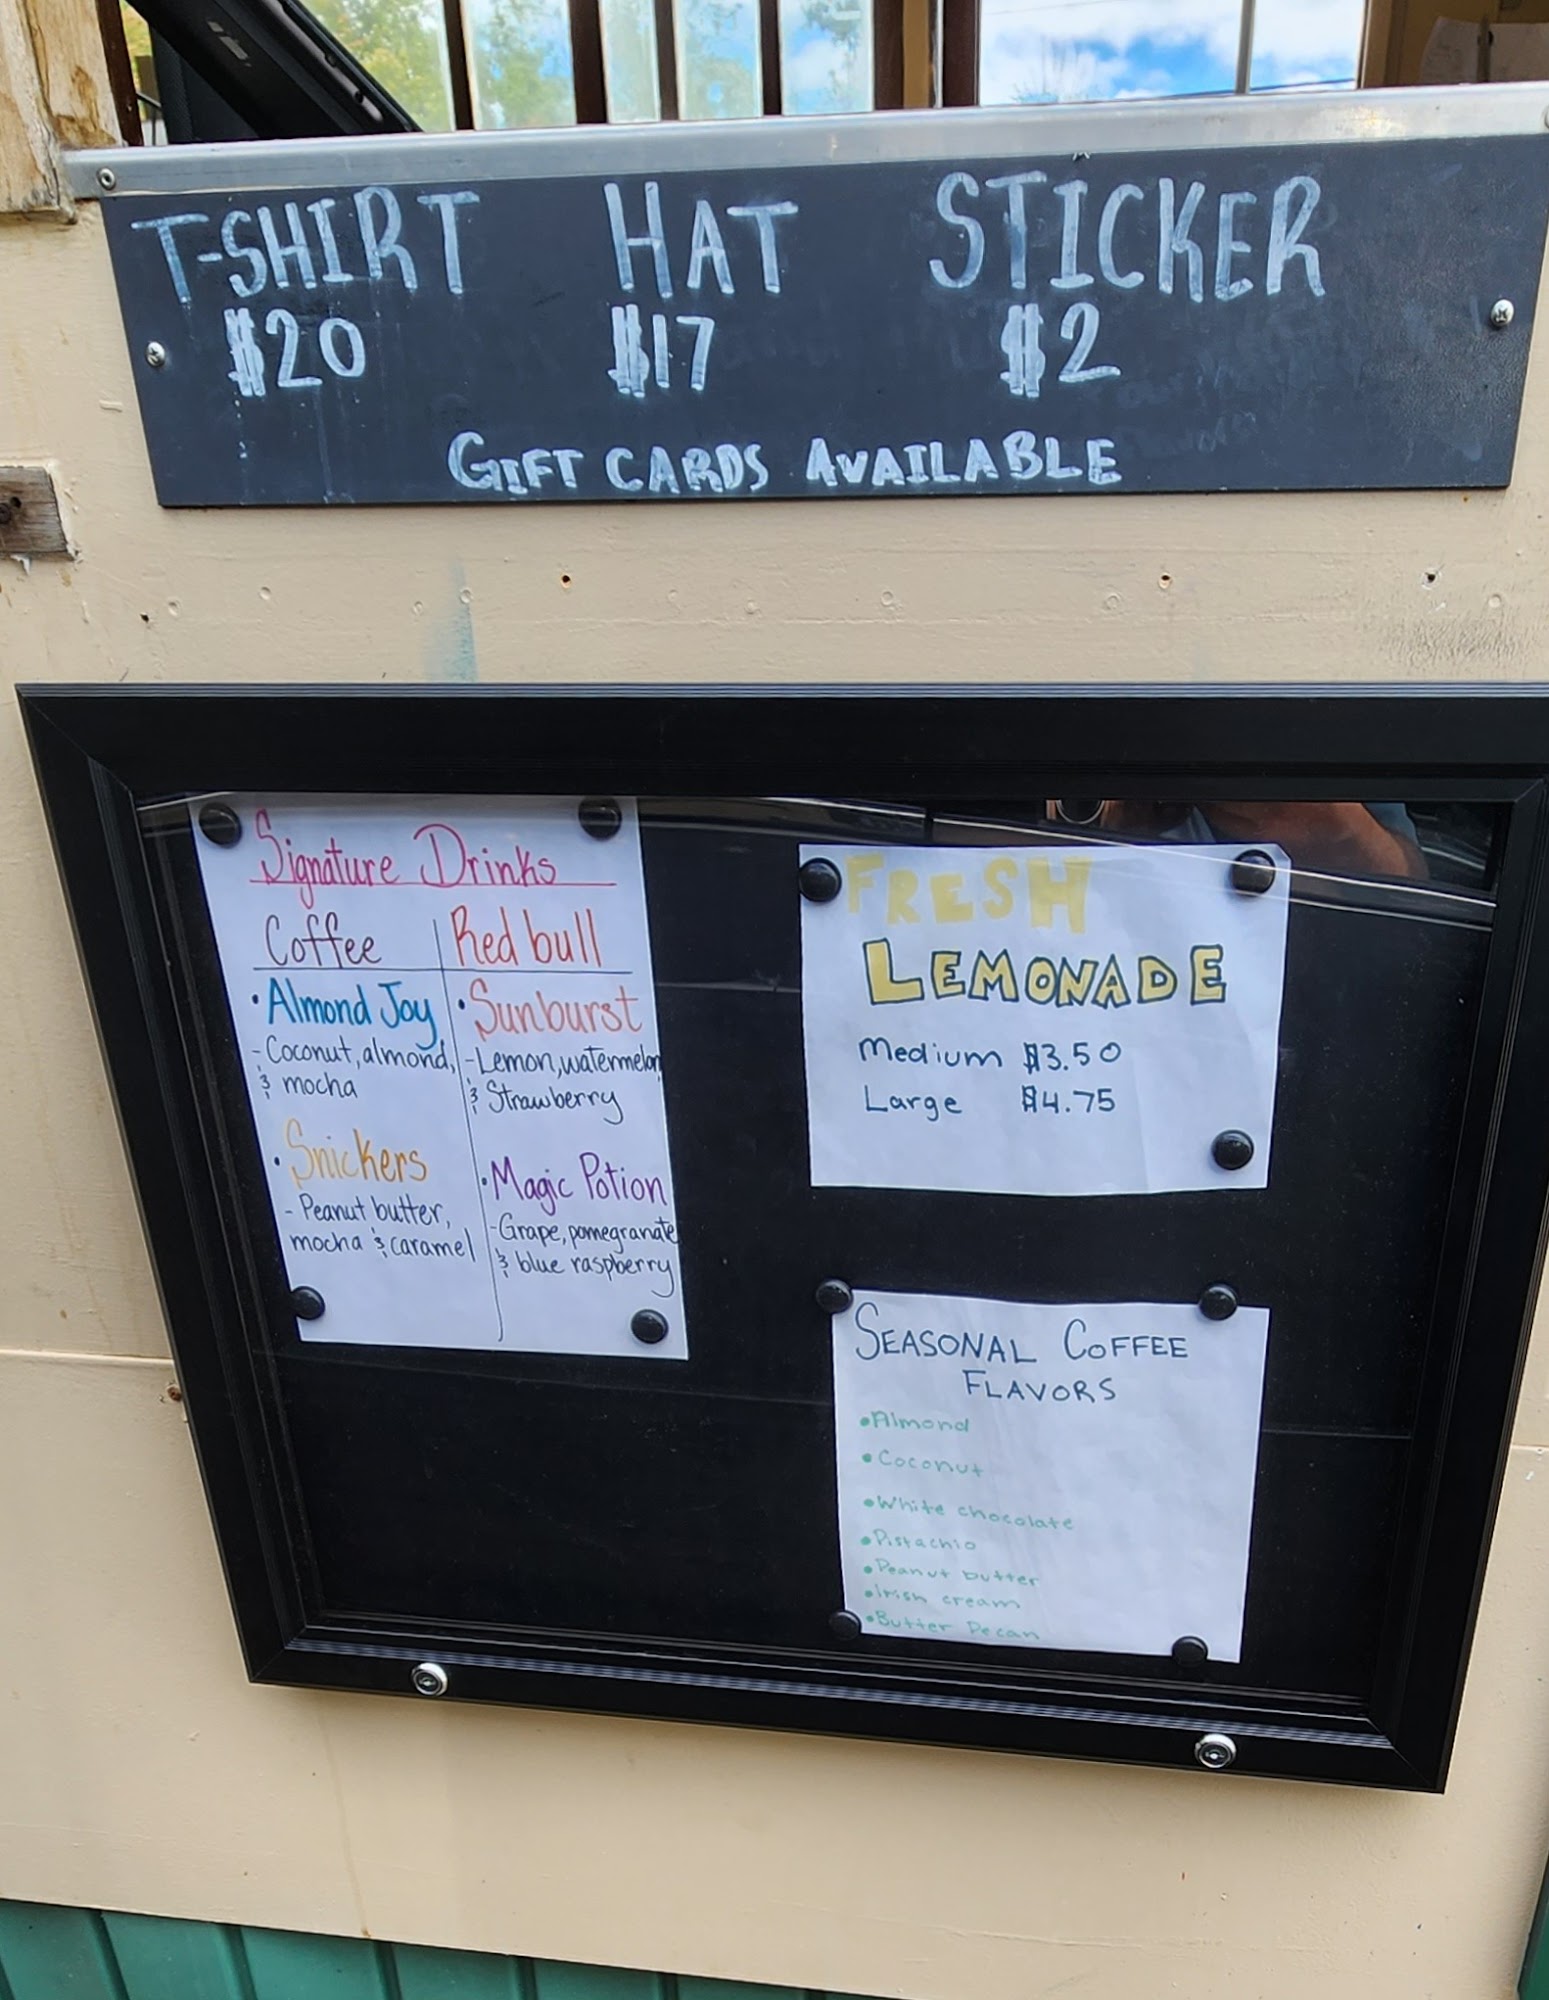 T-SHIRT HAT STICKER
$20 $17 $2
GIFT CARDS AVAILABLE
Signature Drinks
Coffee
• Almond Joy
- Coconut, almond,
& mocha
• Snickers
- Peanut butter,
mocha & caramel
Red bull
• Sunburst
- Lemon, watermelon
& Strawberry
• Magic Potion
- Grape, pomegranate
& blue raspberry
FRESH
LEMONADE
Medium $3.50
Large $4.75
SEASONAL COFFEE
FLAVORS
• Almond
• Coconut
• White chocolate
• Pistachio
• Peanut butter
• Irish cream
• Butter Pecan